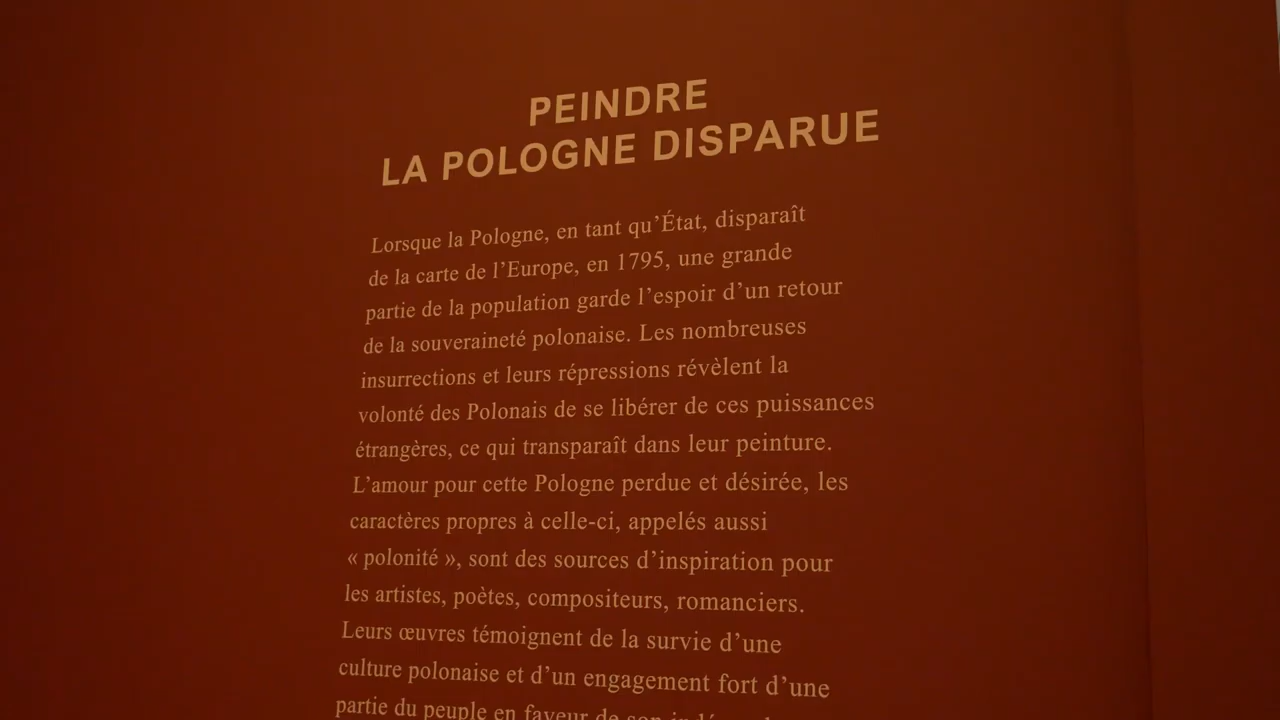 PEINDRE
LA POLOGNE DISPARUE
Lorsque la Pologne, en tant qu’État, disparaît
de la carte de l’Europe, en 1795, une grande
partie de la population garde l’espoir d’un retour
de la souveraineté polonaise. Les nombreuses
insurrections et leurs répressions révèlent la
volonté des Polonais de se libérer de ces puissances
étrangères, ce qui transparaît dans leur peinture.
L’amour pour cette Pologne perdue et désirée, les
caractères propres à celle-ci, appelés aussi
« polonité », sont des sources d’inspiration pour
les artistes, poètes, compositeurs, romanciers.
Leurs œuvres témoignent de la survie d’une
culture polonaise et d’un engagement fort d’une
partie du peuple en faveur de son